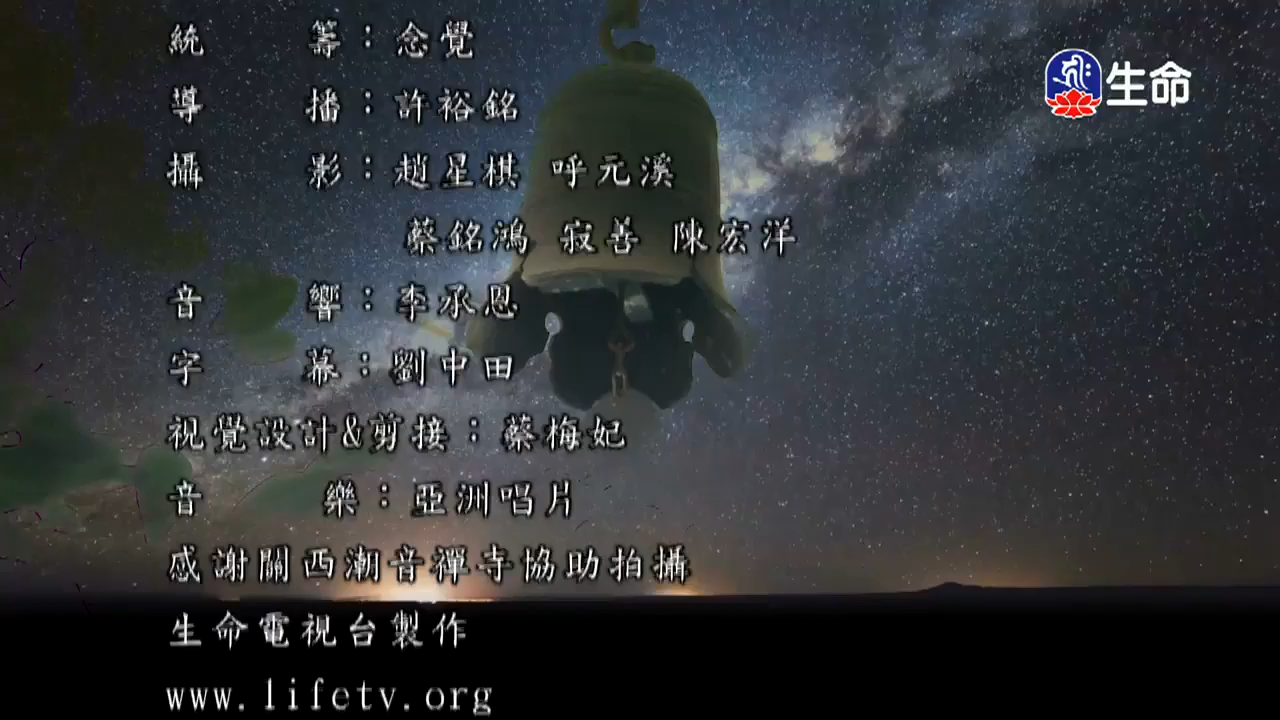 統 籌：念覺
導 播：許裕銘
生命
攝 影：趙星棋 呼元溪
蔡銘鴻 寂善 陳宏洋
音 響：李承恩
字 幕：劉中田
視覺設計&剪接：蔡梅妃
音 樂：亞洲唱片
感謝關西潮音禪寺協助拍攝
生命電視台製作
www.lifetv.org